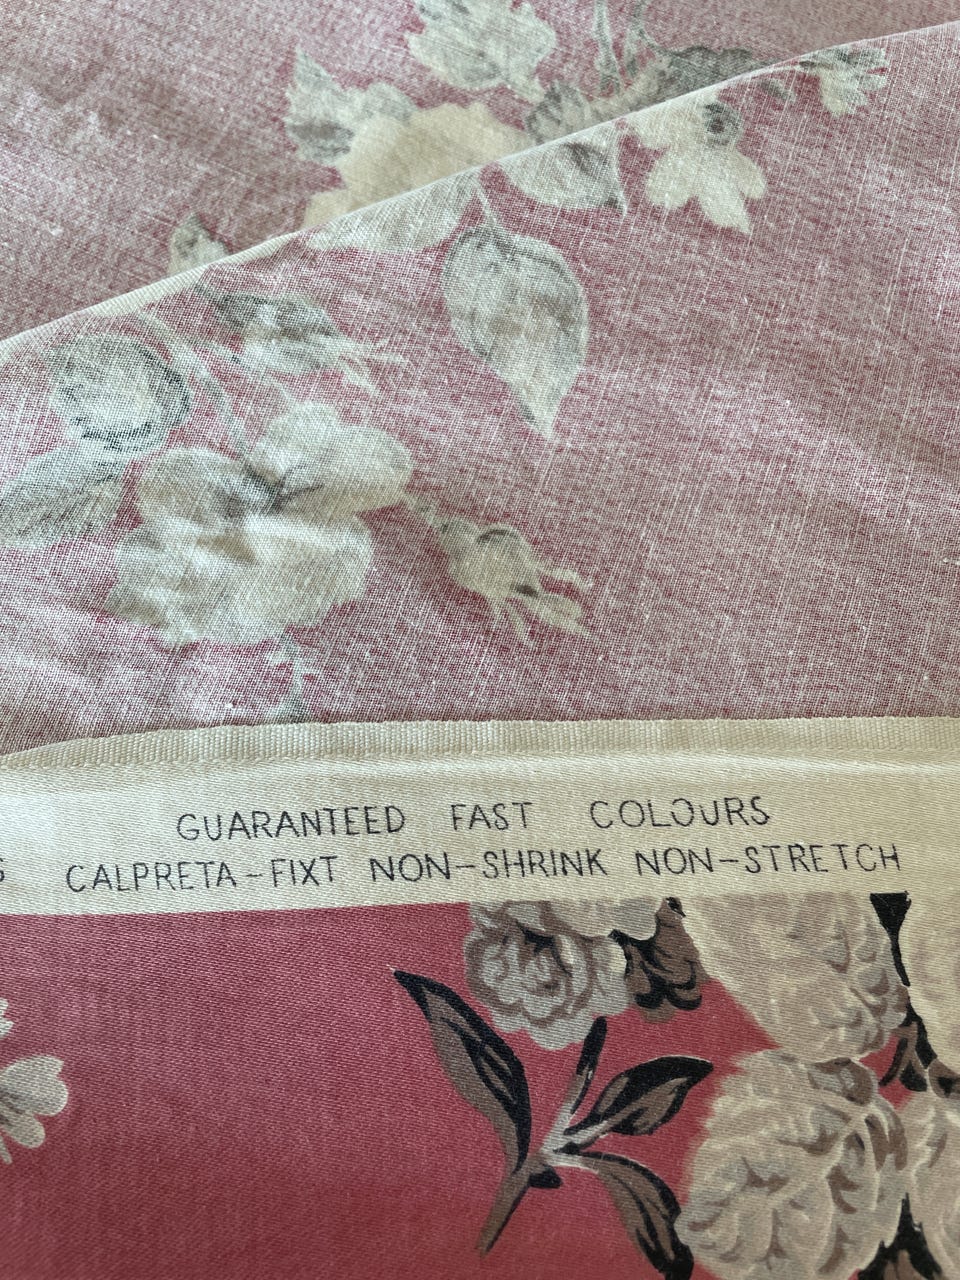 GUARANTEED FAST COLOURS
CALPRETA-FIXT NON-SHRINK NON-STRETCH